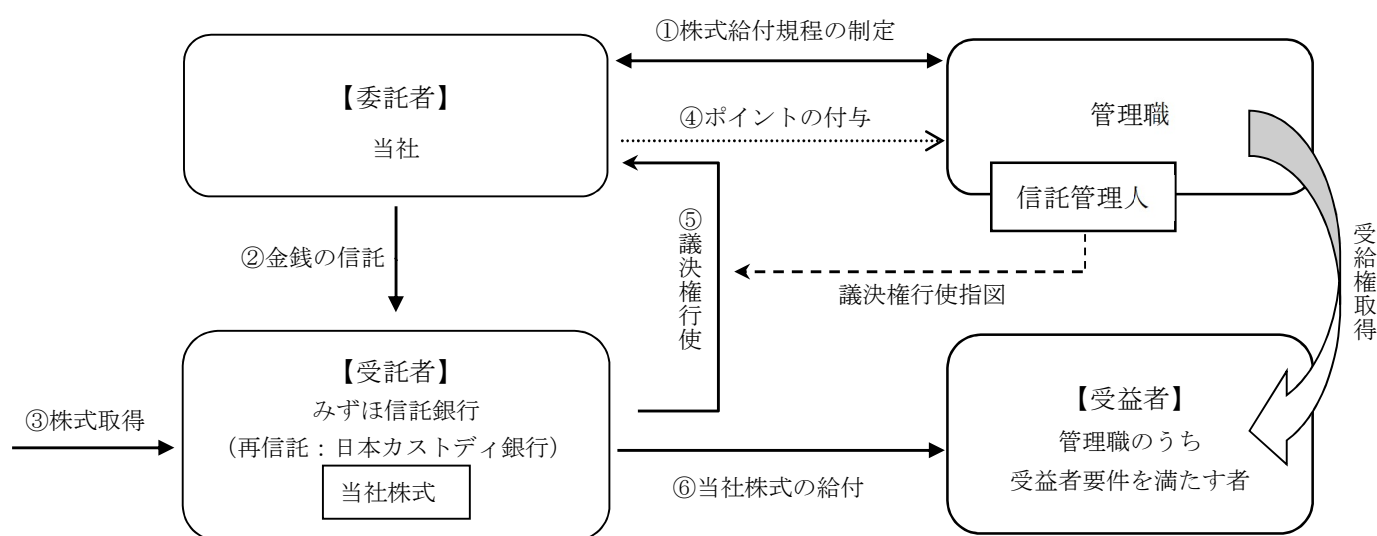 ①株式給付規程の制定
【委託者】
当社
④ポイントの付与
管理職
信託管理人
②金銭の信託
⑤議決権行使
議決権行使指図
受給権取得
③株式取得
【受託者】
みずほ信託銀行
（再信託：日本カストディ銀行）
当社株式
⑥当社株式の給付
【受益者】
管理職のうち
受益者要件を満たす者